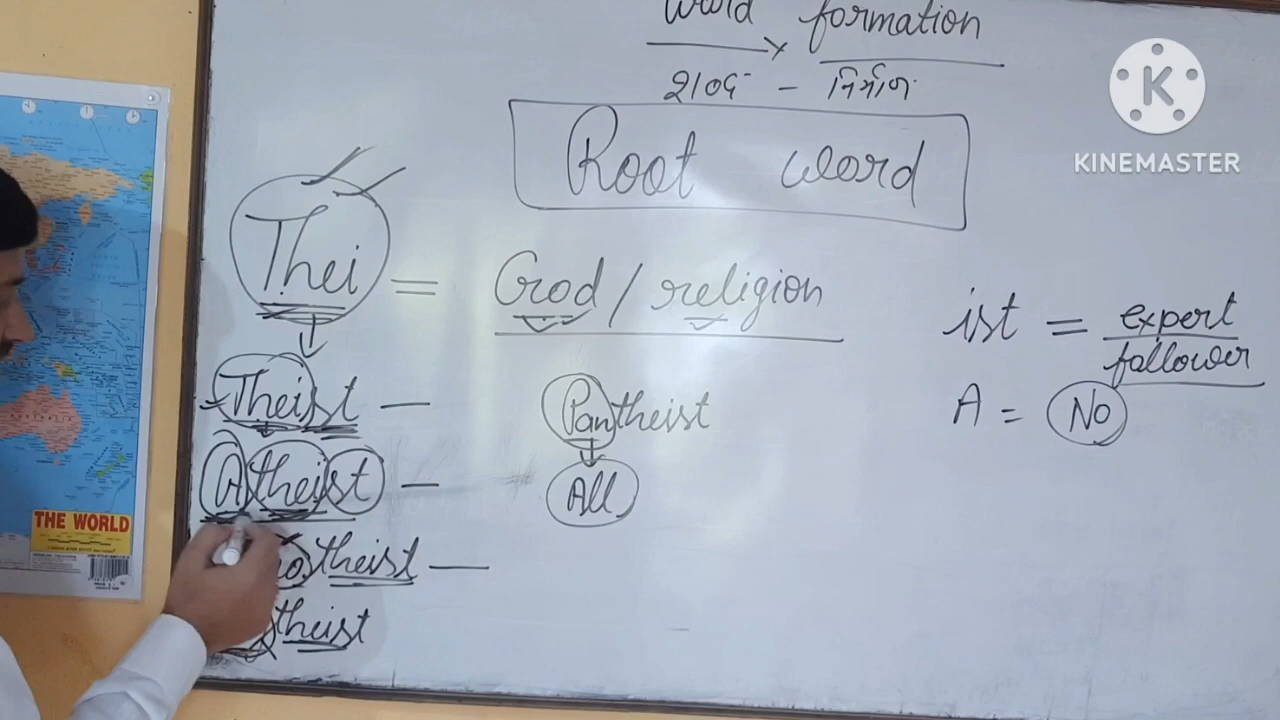 word formation
शब्द - निर्माण
Root word
Thei = God / religion
ist = expert
follower
A = No
Theist -
Pantheist
All
Atheist -
theist -
theist
THE WORLD
K
KINEMASTER